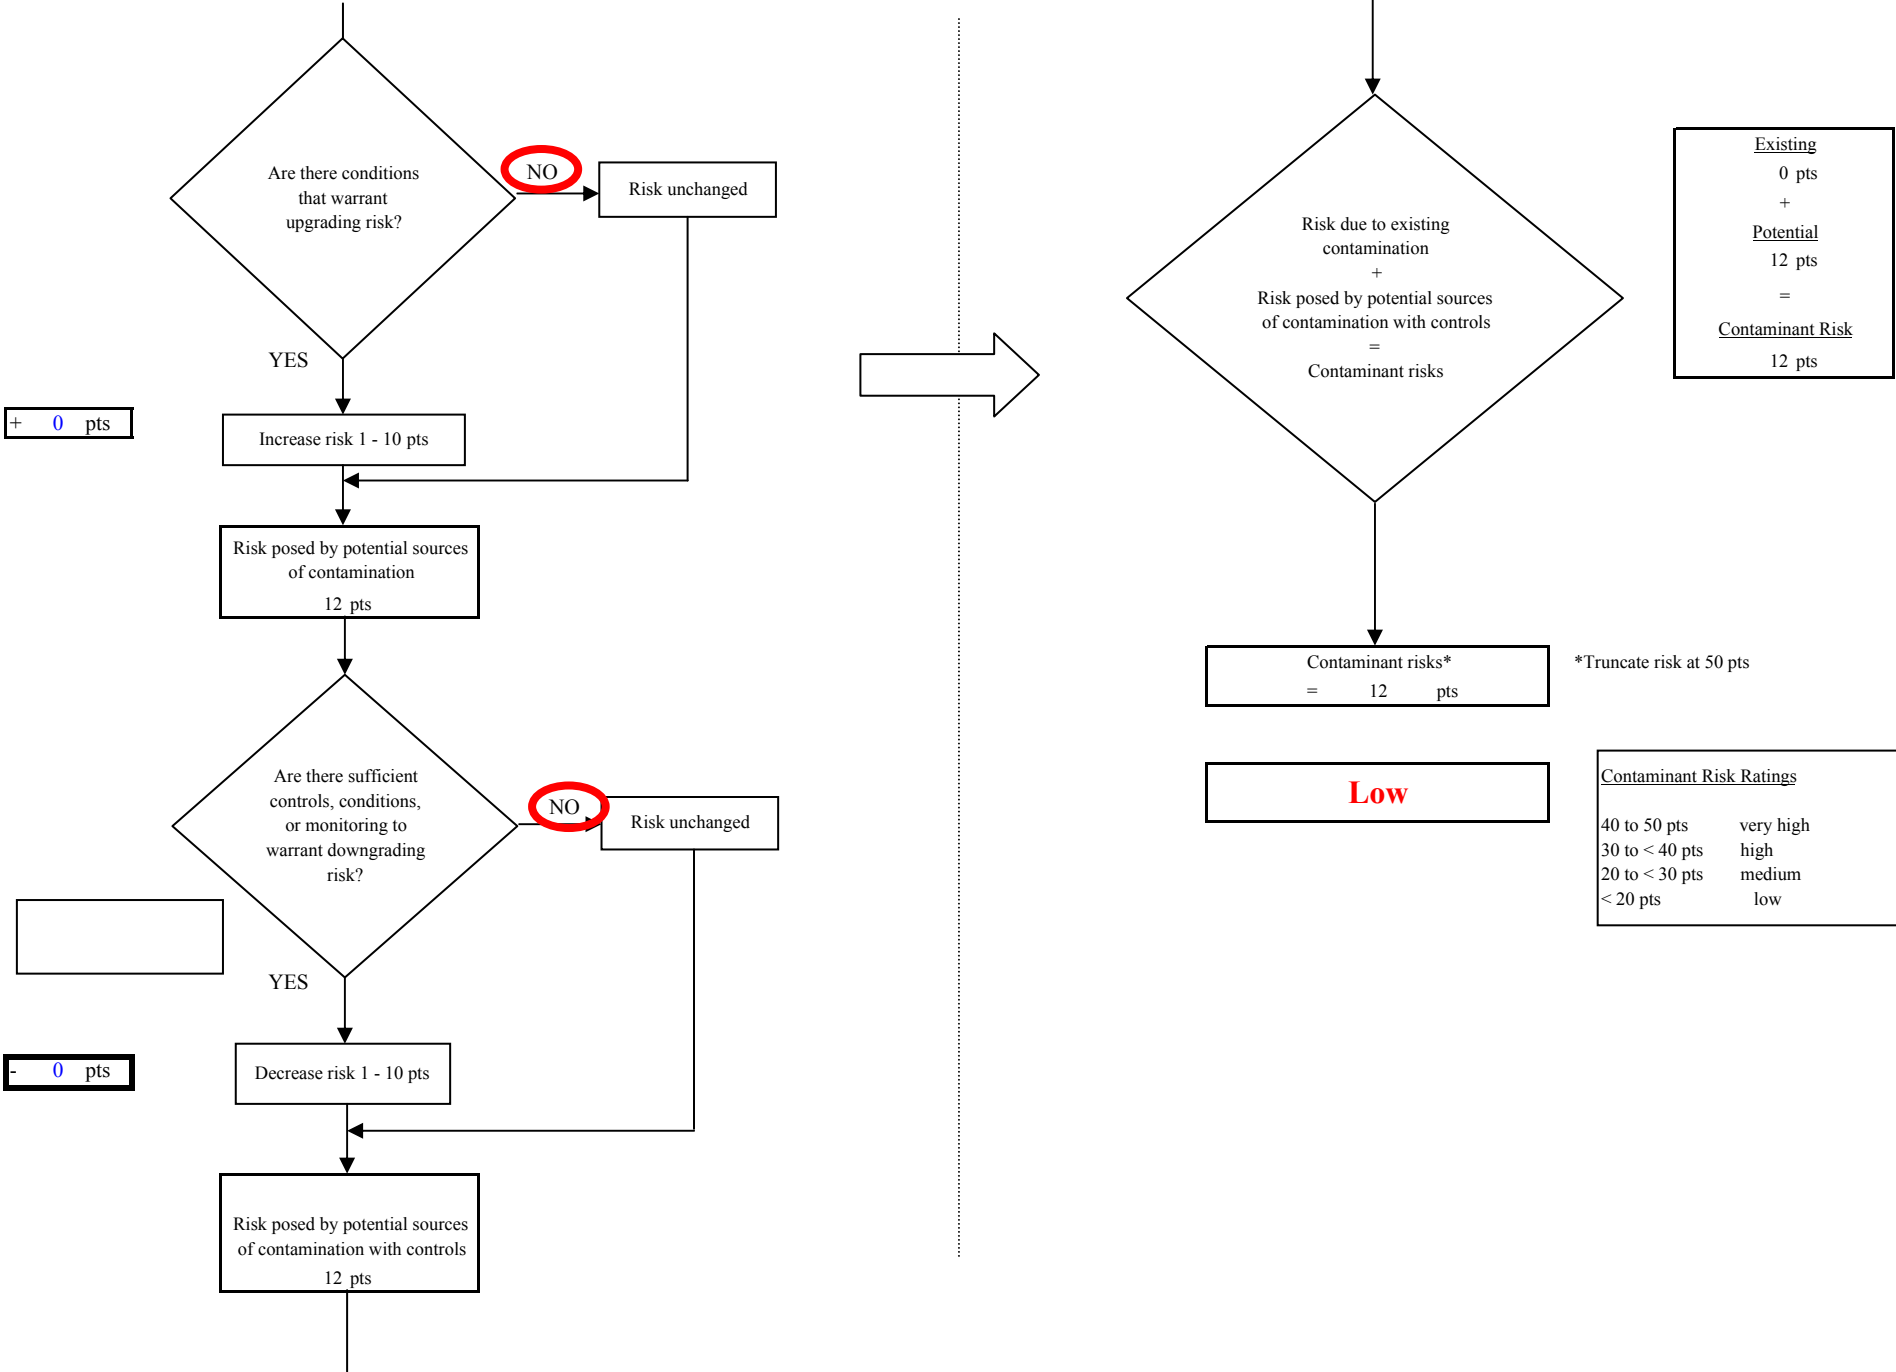 Are there conditions
that warrant
upgrading risk?
NO
Risk unchanged
YES
+ 0 pts
Increase risk 1 - 10 pts
Risk posed by potential sources
of contamination
12 pts
Are there sufficient
controls, conditions,
or monitoring to
warrant downgrading
risk?
NO
Risk unchanged
YES
- 0 pts
Decrease risk 1 - 10 pts
Risk posed by potential sources
of contamination with controls
12 pts
Risk due to existing
contamination
+
Risk posed by potential sources
of contamination with controls
=
Contaminant risks
Existing
0 pts
+
Potential
12 pts
=
Contaminant Risk
12 pts
Contaminant risks*
= 12 pts
*Truncate risk at 50 pts
Low
Contaminant Risk Ratings
40 to 50 pts very high
30 to < 40 pts high
20 to < 30 pts medium
< 20 pts low